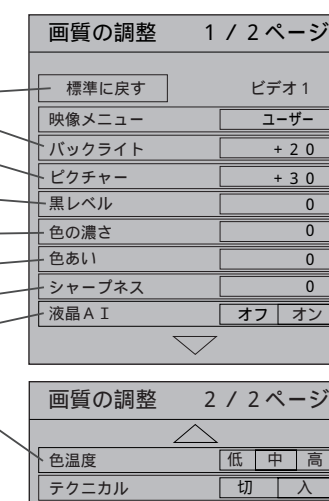 画質の調整 1 / 2ページ
標準に戻す ビデオ1
映像メニュー ユーザー
バックライト +20
ピクチャー +30
黒レベル 0
色の濃さ 0
色あい 0
シャープネス 0
液晶AI オフ オン
画質の調整 2 / 2ページ
色温度 低 中 高
テクニカル 切 入